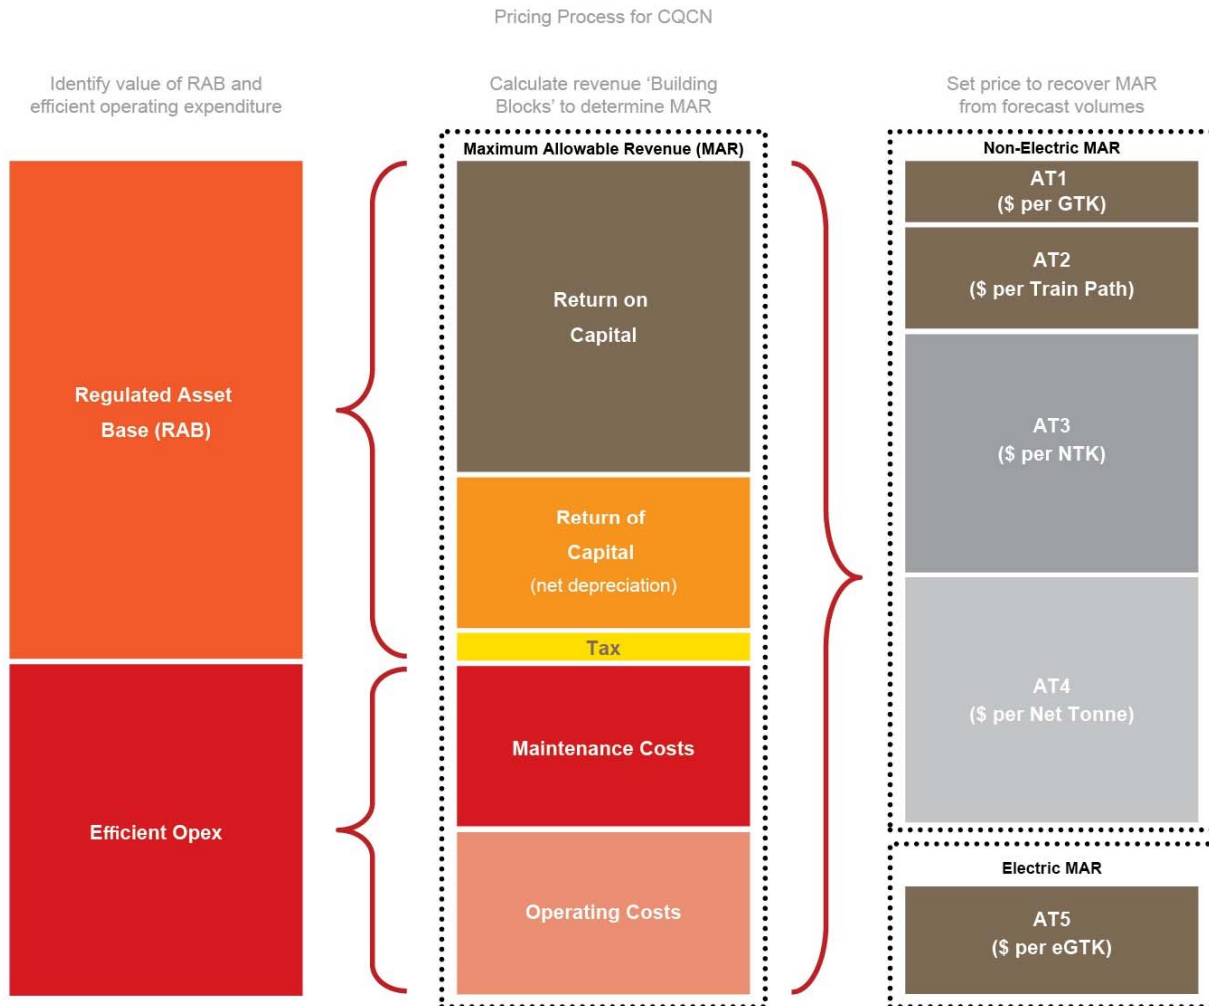 Pricing Process for CQCN
Identify value of RAB and
efficient operating expenditure
Calculate revenue ‘Building
Blocks’ to determine MAR
Set price to recover MAR
from forecast volumes
Regulated Asset
Base (RAB)
Efficient Opex
Maximum Allowable Revenue (MAR)
Return on
Capital
Return of
Capital
(net depreciation)
Tax
Maintenance Costs
Operating Costs
Non-Electric MAR
AT1
($ per GTK)
AT2
($ per Train Path)
AT3
($ per NTK)
AT4
($ per Net Tonne)
Electric MAR
AT5
($ per eGTK)